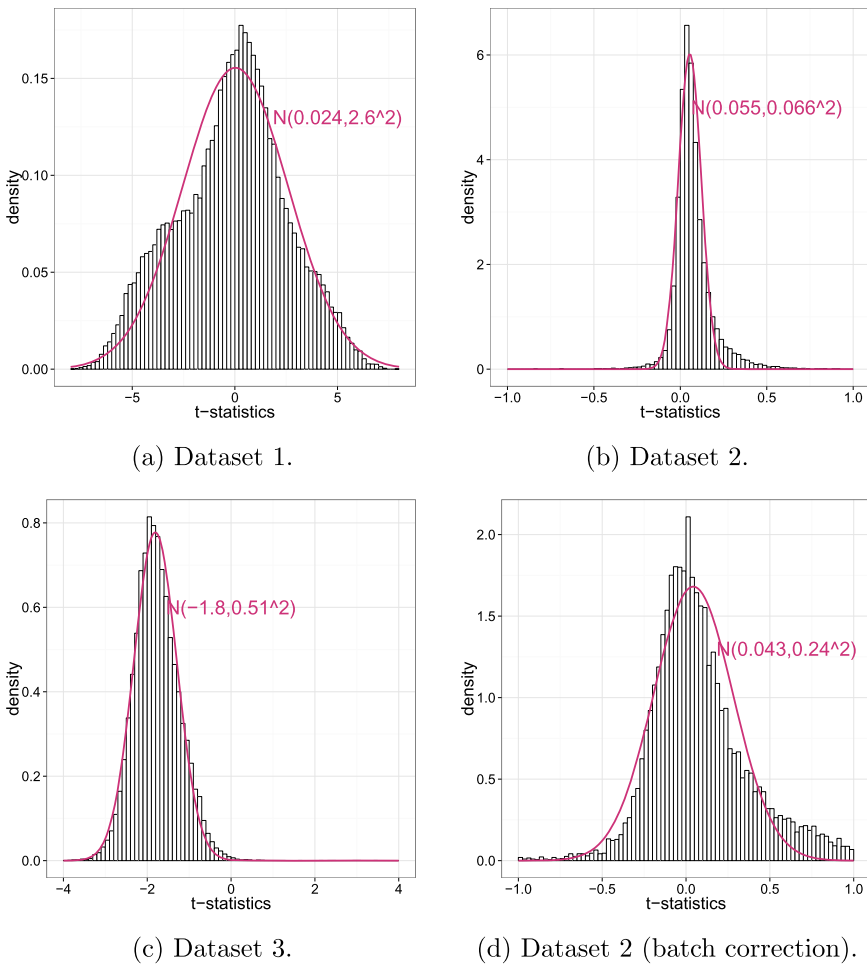 0.15
0.10
0.05
0.00
density
N(0.024,2.6^2)
−5 0 5
t−statistics
(a) Dataset 1.
6
4
2
0
density
N(0.055,0.066^2)
−1.0 −0.5 0.0 0.5 1.0
t−statistics
(b) Dataset 2.
0.8
0.6
0.4
0.2
0.0
density
N(−1.8,0.51^2)
−4 −2 0 2 4
t−statistics
(c) Dataset 3.
2.0
1.5
1.0
0.5
0.0
density
N(0.043,0.24^2)
−1.0 −0.5 0.0 0.5 1.0
t−statistics
(d) Dataset 2 (batch correction).